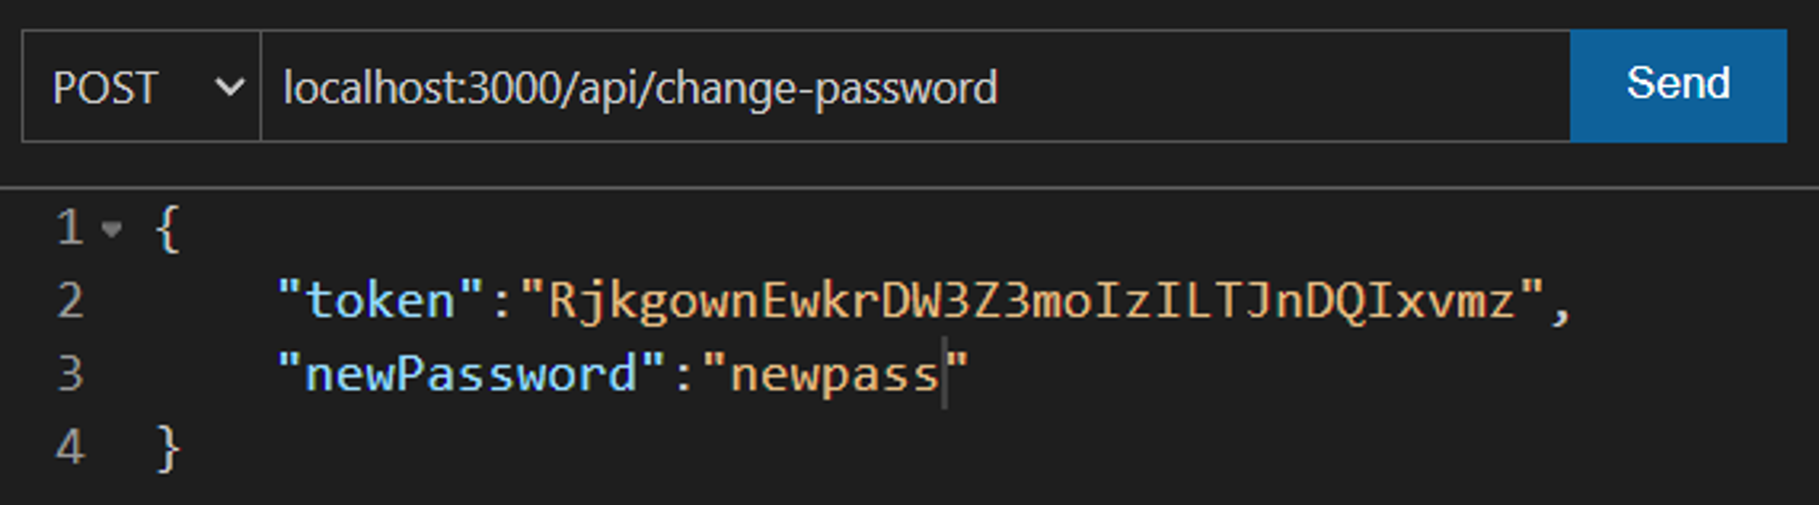 POST localhost:3000/api/change-password Send
1 {
2 "token":"RjkgownEwkrDW3Z3moIzILTJnDQIxvmz",
3 "newPassword":"newpass"
4 }